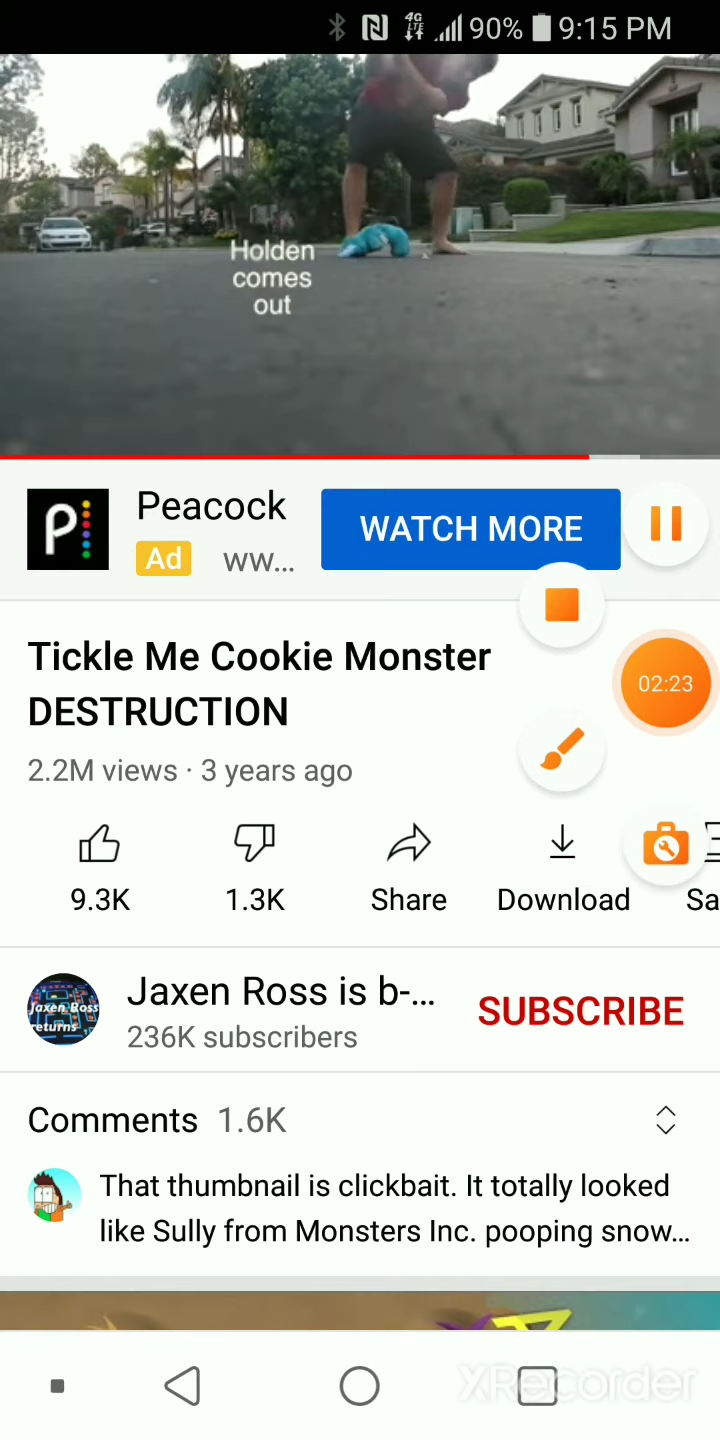 4G LTE 90% 9:15 PM
Holden
comes
out
Peacock
Ad ww...
WATCH MORE
02:23
Tickle Me Cookie Monster
DESTRUCTION
2.2M views · 3 years ago
9.3K 1.3K Share Download Sa
Jaxen Ross
returns
Jaxen Ross is b-...
236K subscribers
SUBSCRIBE
Comments 1.6K
That thumbnail is clickbait. It totally looked
like Sully from Monsters Inc. pooping snow...
XRecorder